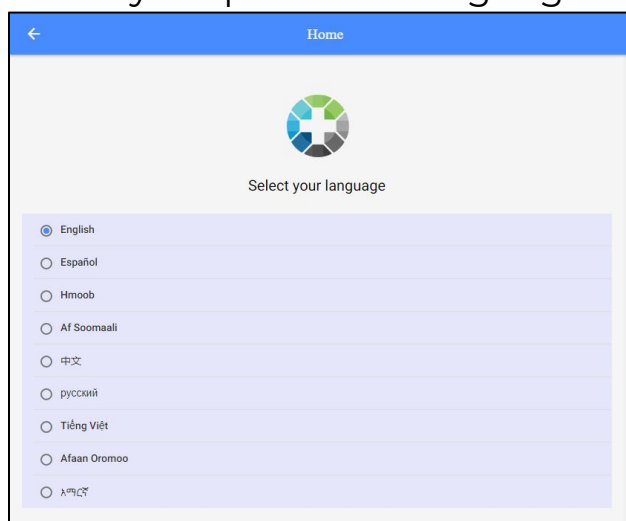 Home
Select your language
English
Español
Hmoob
Af Soomaali
中文
русский
Tiếng Việt
Afaan Oromoo
አማርኛ